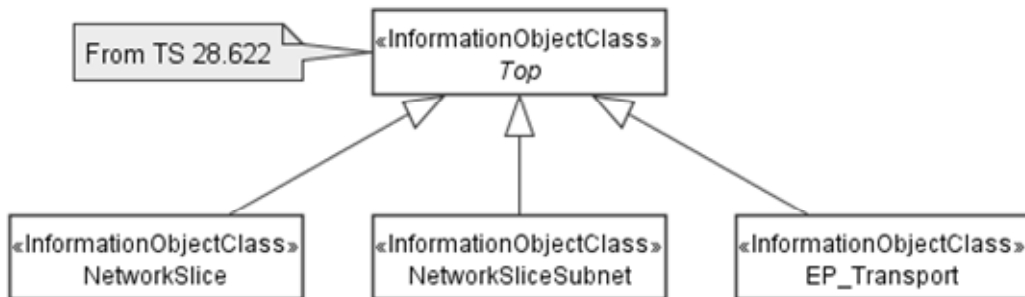 From TS 28.622
«InformationObjectClass»
Top
«InformationObjectClass»
NetworkSlice
«InformationObjectClass»
NetworkSliceSubnet
«InformationObjectClass»
EP_Transport